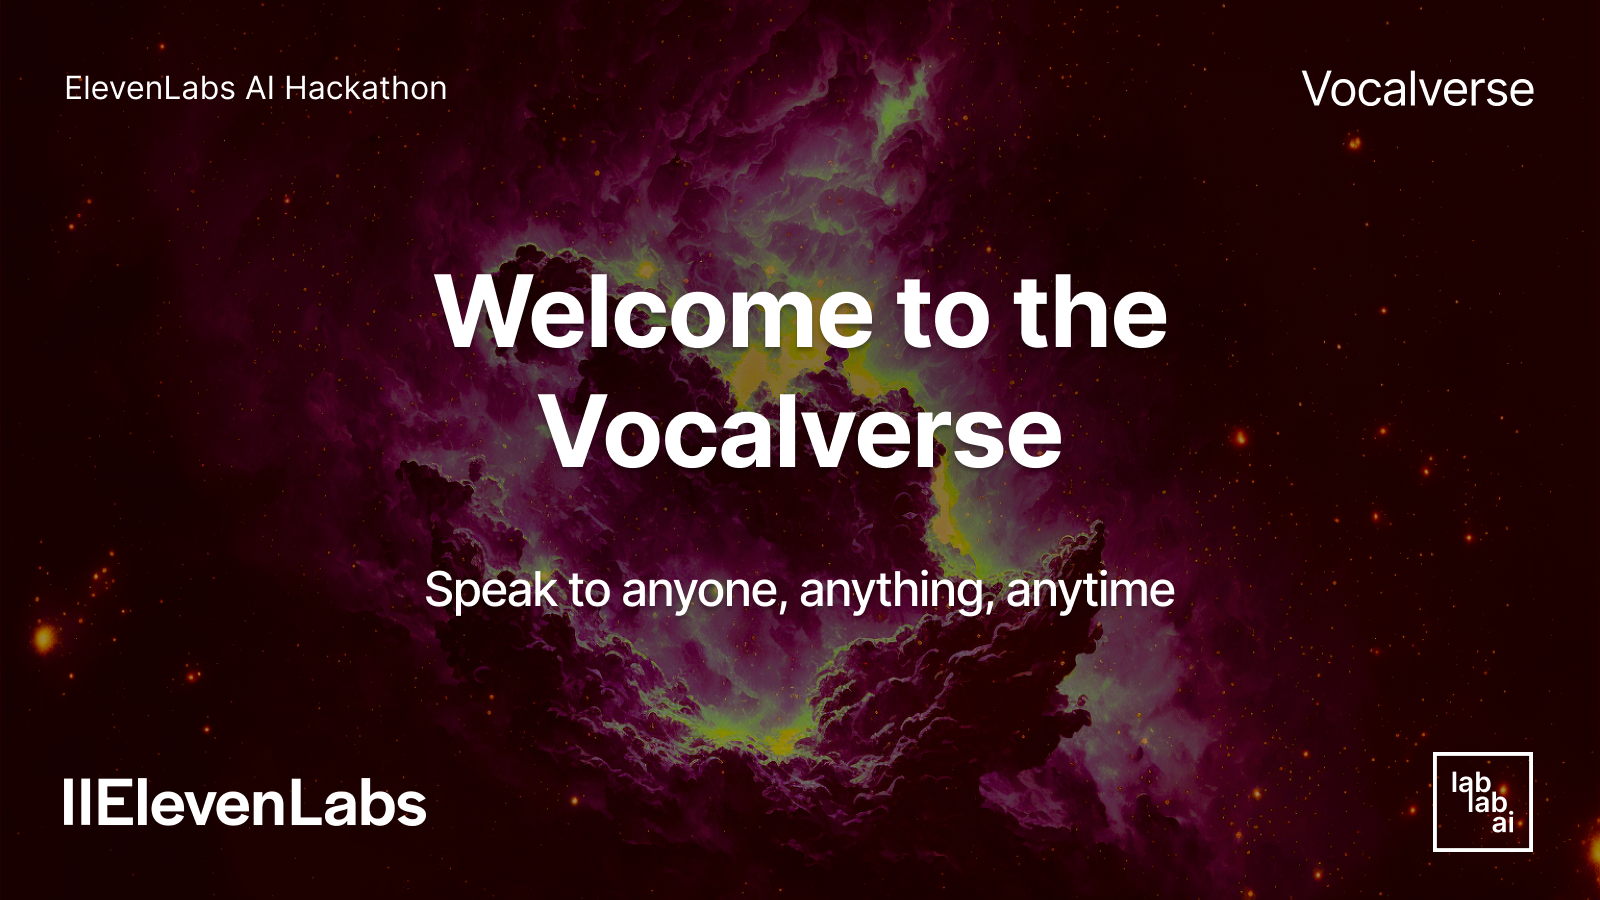 ElevenLabs AI Hackathon
Vocalverse
Welcome to the
Vocalverse
Speak to anyone, anything, anytime
IIElevenLabs
lab
lab
ai